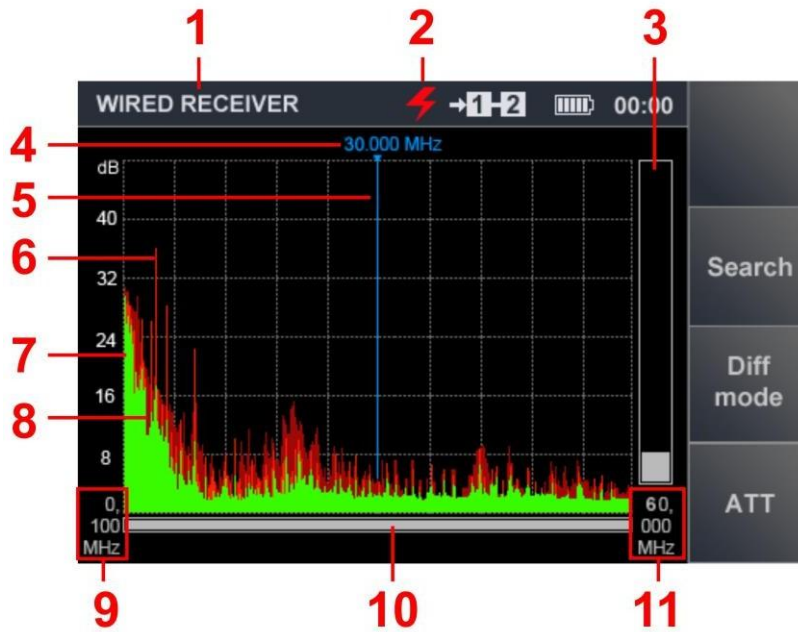 1 2 3
WIRED RECEIVER 1 2 00:00
4 30.000 MHz
dB
5
40
6
32
Search
7 24
Diff
mode
16
8
8
0, 60,
100 000
MHz MHz
ATT
9 10 11